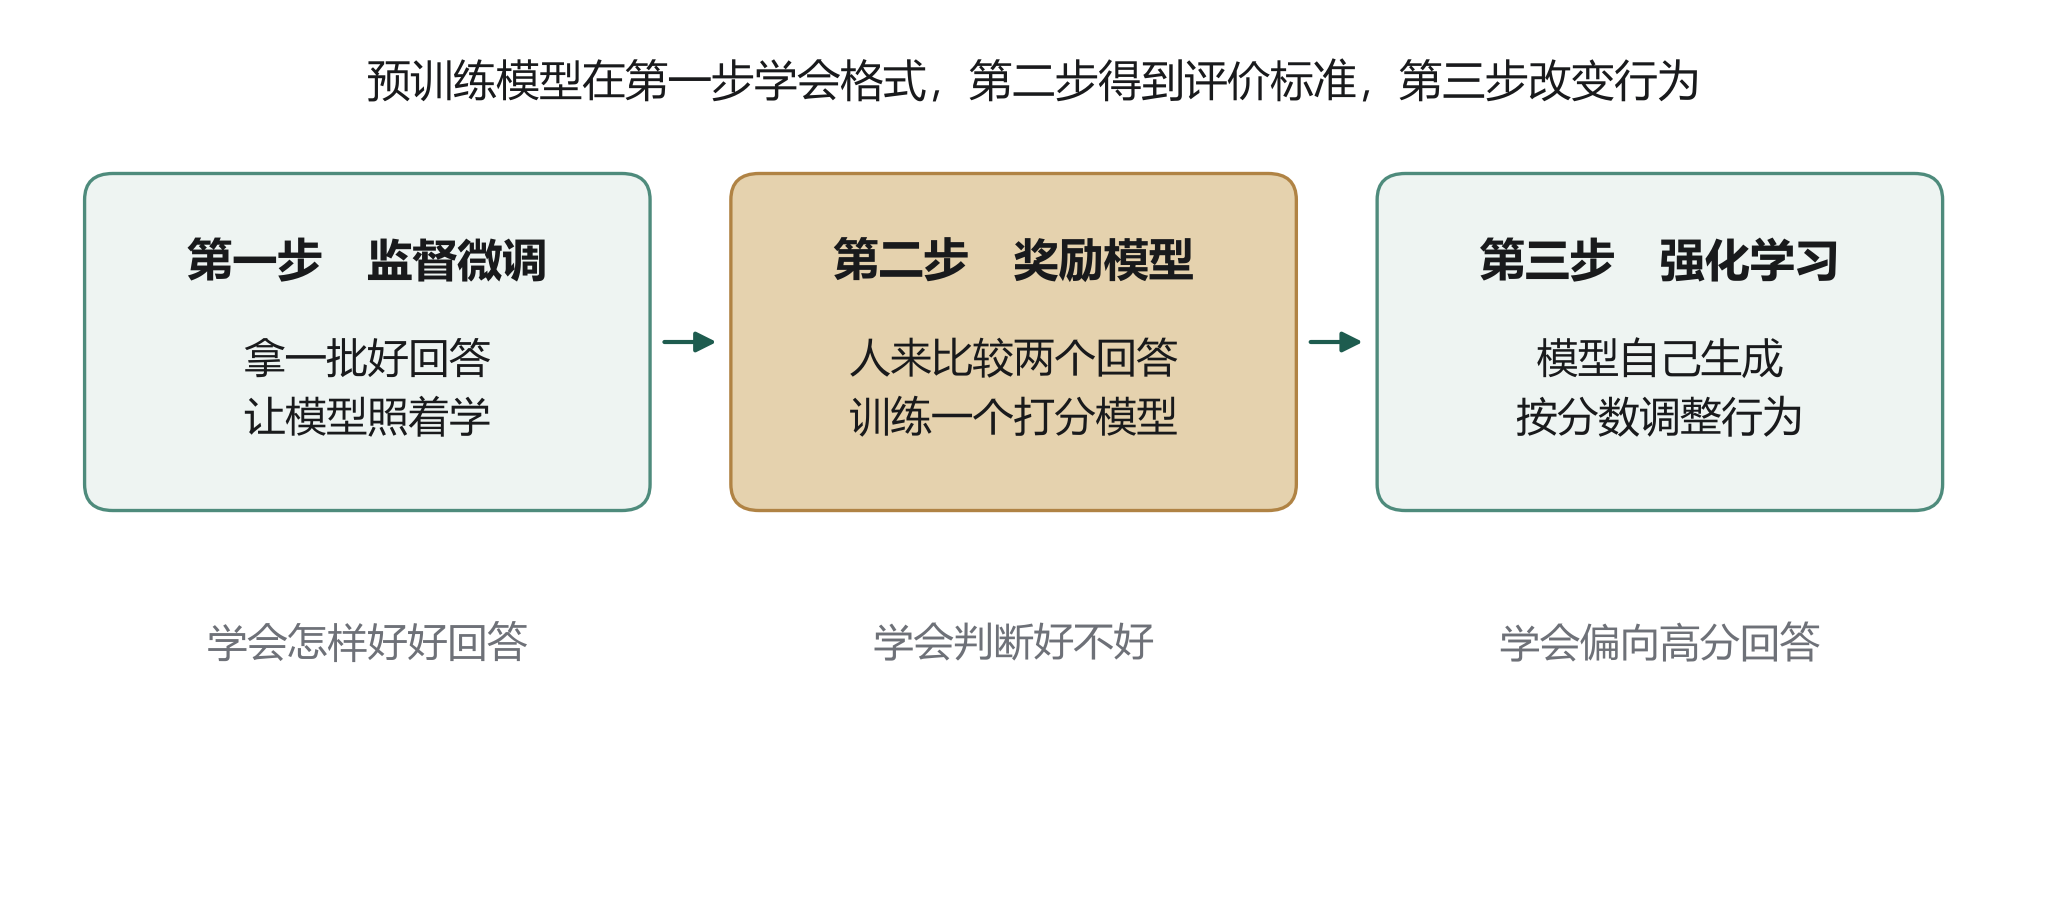 预训练模型在第一步学会格式，第二步得到评价标准，第三步改变行为
第一步　监督微调
拿一批好回答
让模型照着学
学会怎样好好回答
第二步　奖励模型
人来比较两个回答
训练一个打分模型
学会判断好不好
第三步　强化学习
模型自己生成
按分数调整行为
学会偏向高分回答